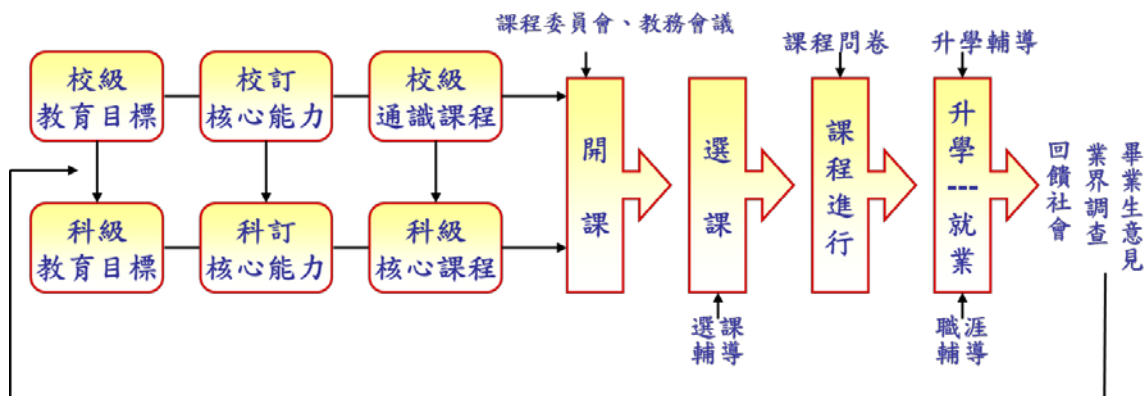 課程委員會、教務會議
課程問卷
升學輔導
校級
教育目標
校訂
核心能力
校級
通識課程
科級
教育目標
科訂
核心能力
科級
核心課程
開課
選課
課程進行
升學---就業
回饋社會
業界調查
畢業生意見
選課
輔導
職涯
輔導